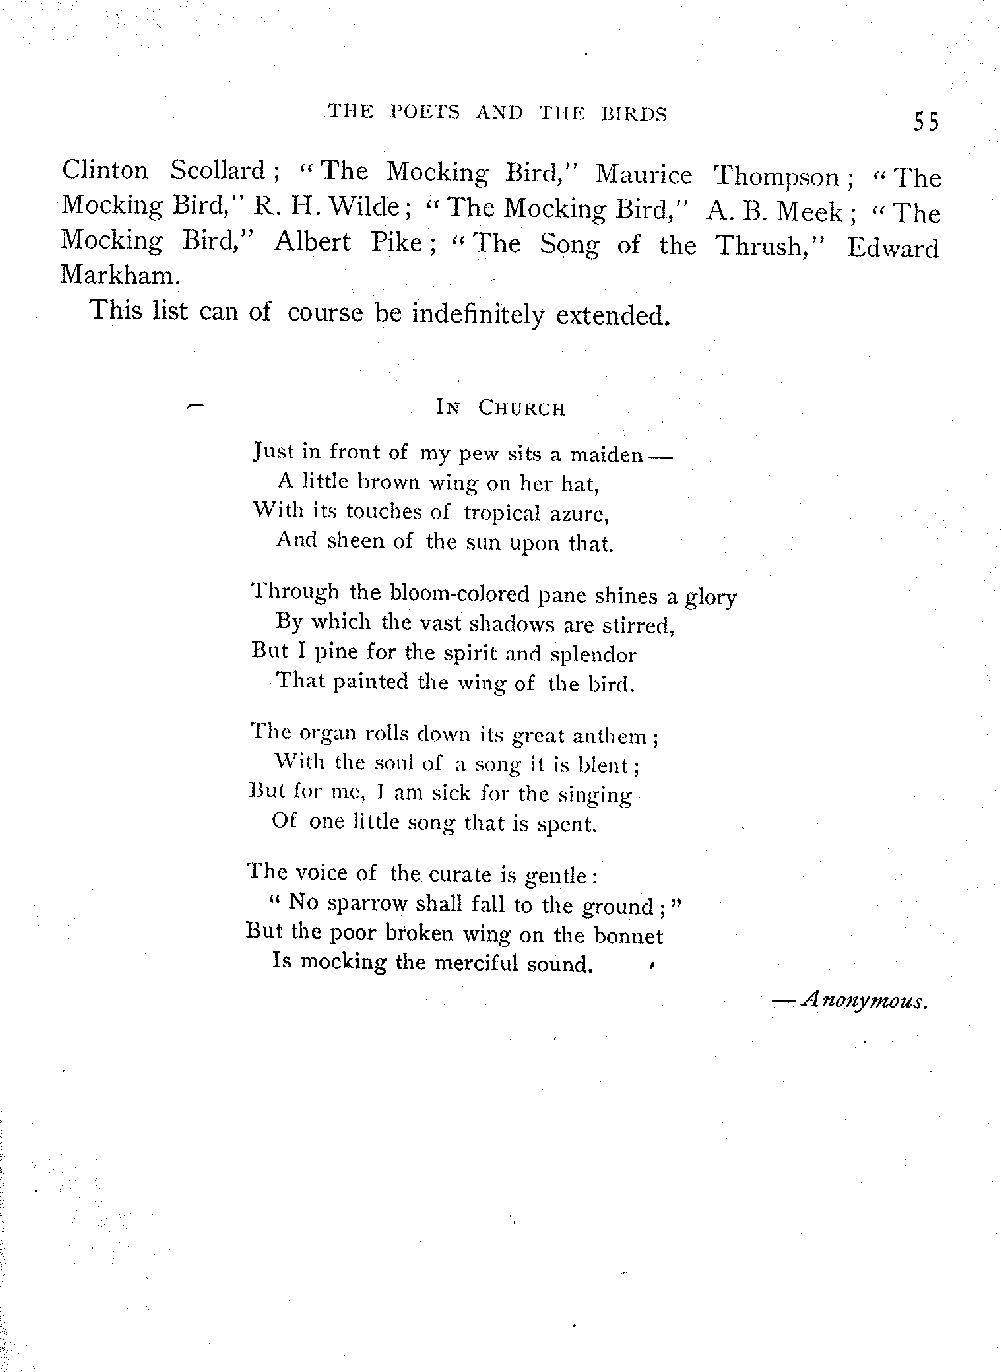 THE POETS AND THE BIRDS 55
Clinton Scollard; "The Mocking Bird," Maurice Thompson; "The
Mocking Bird," R. H. Wilde; "The Mocking Bird," A. B. Meek; "The
Mocking Bird," Albert Pike; "The Song of the Thrush," Edward
Markham.
This list can of course be indefinitely extended.
IN CHURCH
Just in front of my pew sits a maiden—
A little brown wing on her hat,
With its touches of tropical azure,
And sheen of the sun upon that.
Through the bloom-colored pane shines a glory
By which the vast shadows are stirred,
But I pine for the spirit and splendor
That painted the wing of the bird.
The organ rolls down its great anthem;
With the soul of a song it is blent;
But for me, I am sick for the singing
Of one little song that is spent.
The voice of the curate is gentle:
"No sparrow shall fall to the ground;"
But the poor broken wing on the bonnet
Is mocking the merciful sound.
—Anonymous.